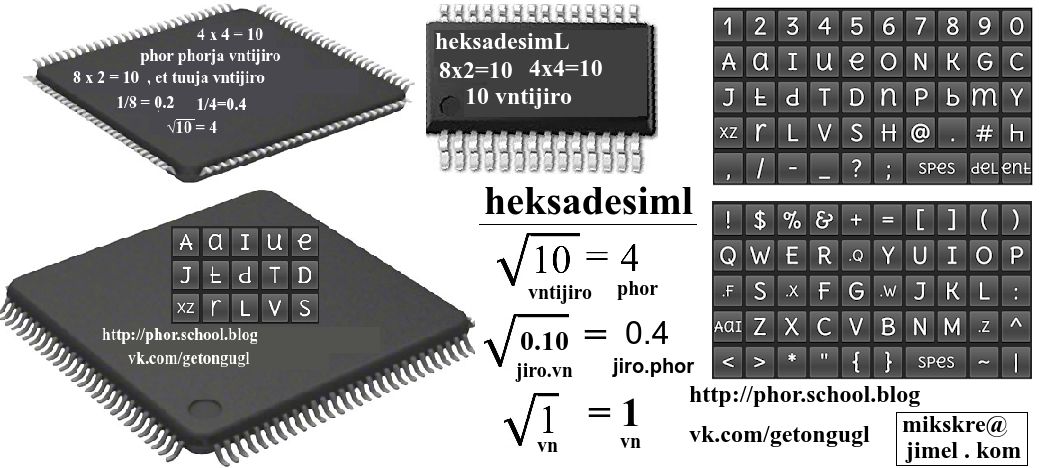 4 x 4 = 10
phor phorja vntijiro
8 x 2 = 10 , et tuuja vntijiro
1/8 = 0.2 1/4=0.4
√10 = 4
heksadesimL
8x2=10 4x4=10
10 vntijiro
1 2 3 4 5 6 7 8 9 0
A ɑ I u e O N K G C
J Ƚ d T D n P b m Y
XZ r L V S H @ . # h
, / - _ ? ; SPES deL enȽ
! $ % & + = [ ] ( )
Q W E R .Q Y U I O P
.F S .X F G .W J K L :
AɑI Z X C V B N M .Z ^
< > * " { } SPES ~ |
A ɑ I u e
J Ƚ d T D
XZ r L V S
http://phor.school.blog
vk.com/getongugl
heksadesiml
√10 = 4
vntijiro phor
√0.10 = 0.4
jiro.vn jiro.phor
√1 = 1
vn vn
http://phor.school.blog
vk.com/getongugl
mikskre@
jimel . kom